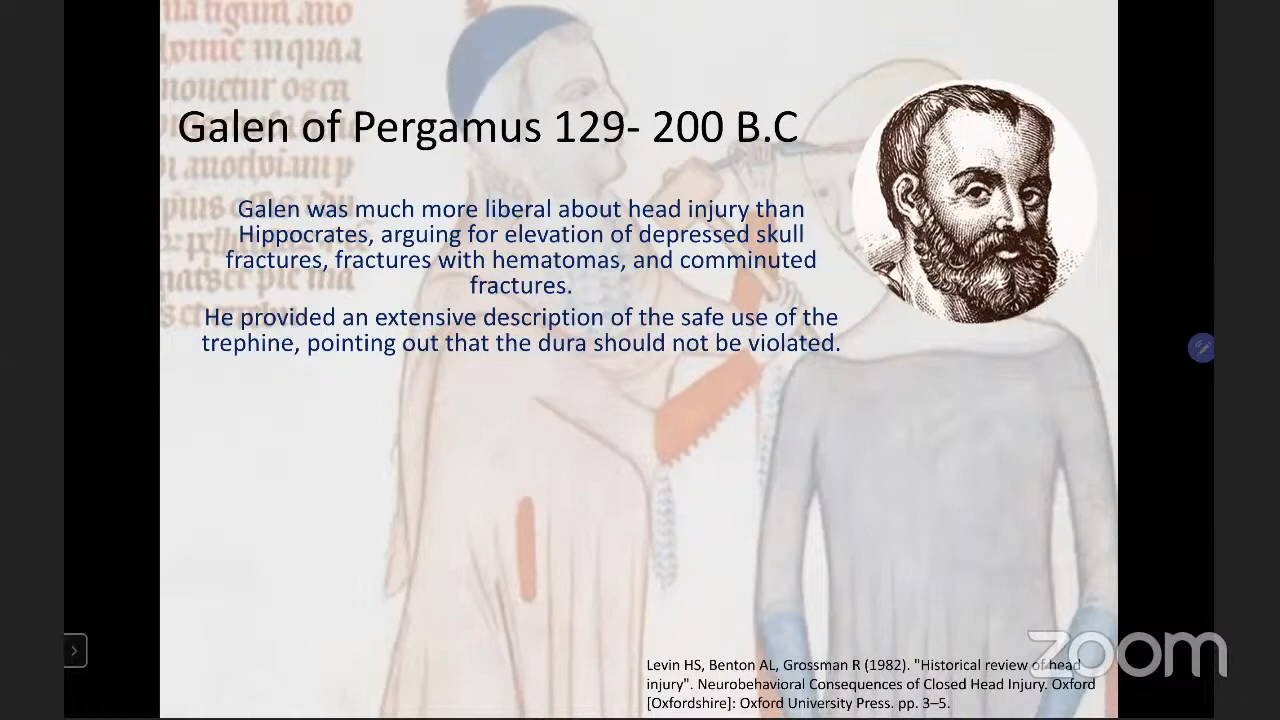 Galen of Pergamus 129- 200 B.C
Galen was much more liberal about head injury than
Hippocrates, arguing for elevation of depressed skull
fractures, fractures with hematomas, and comminuted
fractures.
He provided an extensive description of the safe use of the
trephine, pointing out that the dura should not be violated.
Levin HS, Benton AL, Grossman R (1982). "Historical review of head
injury". Neurobehavioral Consequences of Closed Head Injury. Oxford
[Oxfordshire]: Oxford University Press. pp. 3–5.
zoom